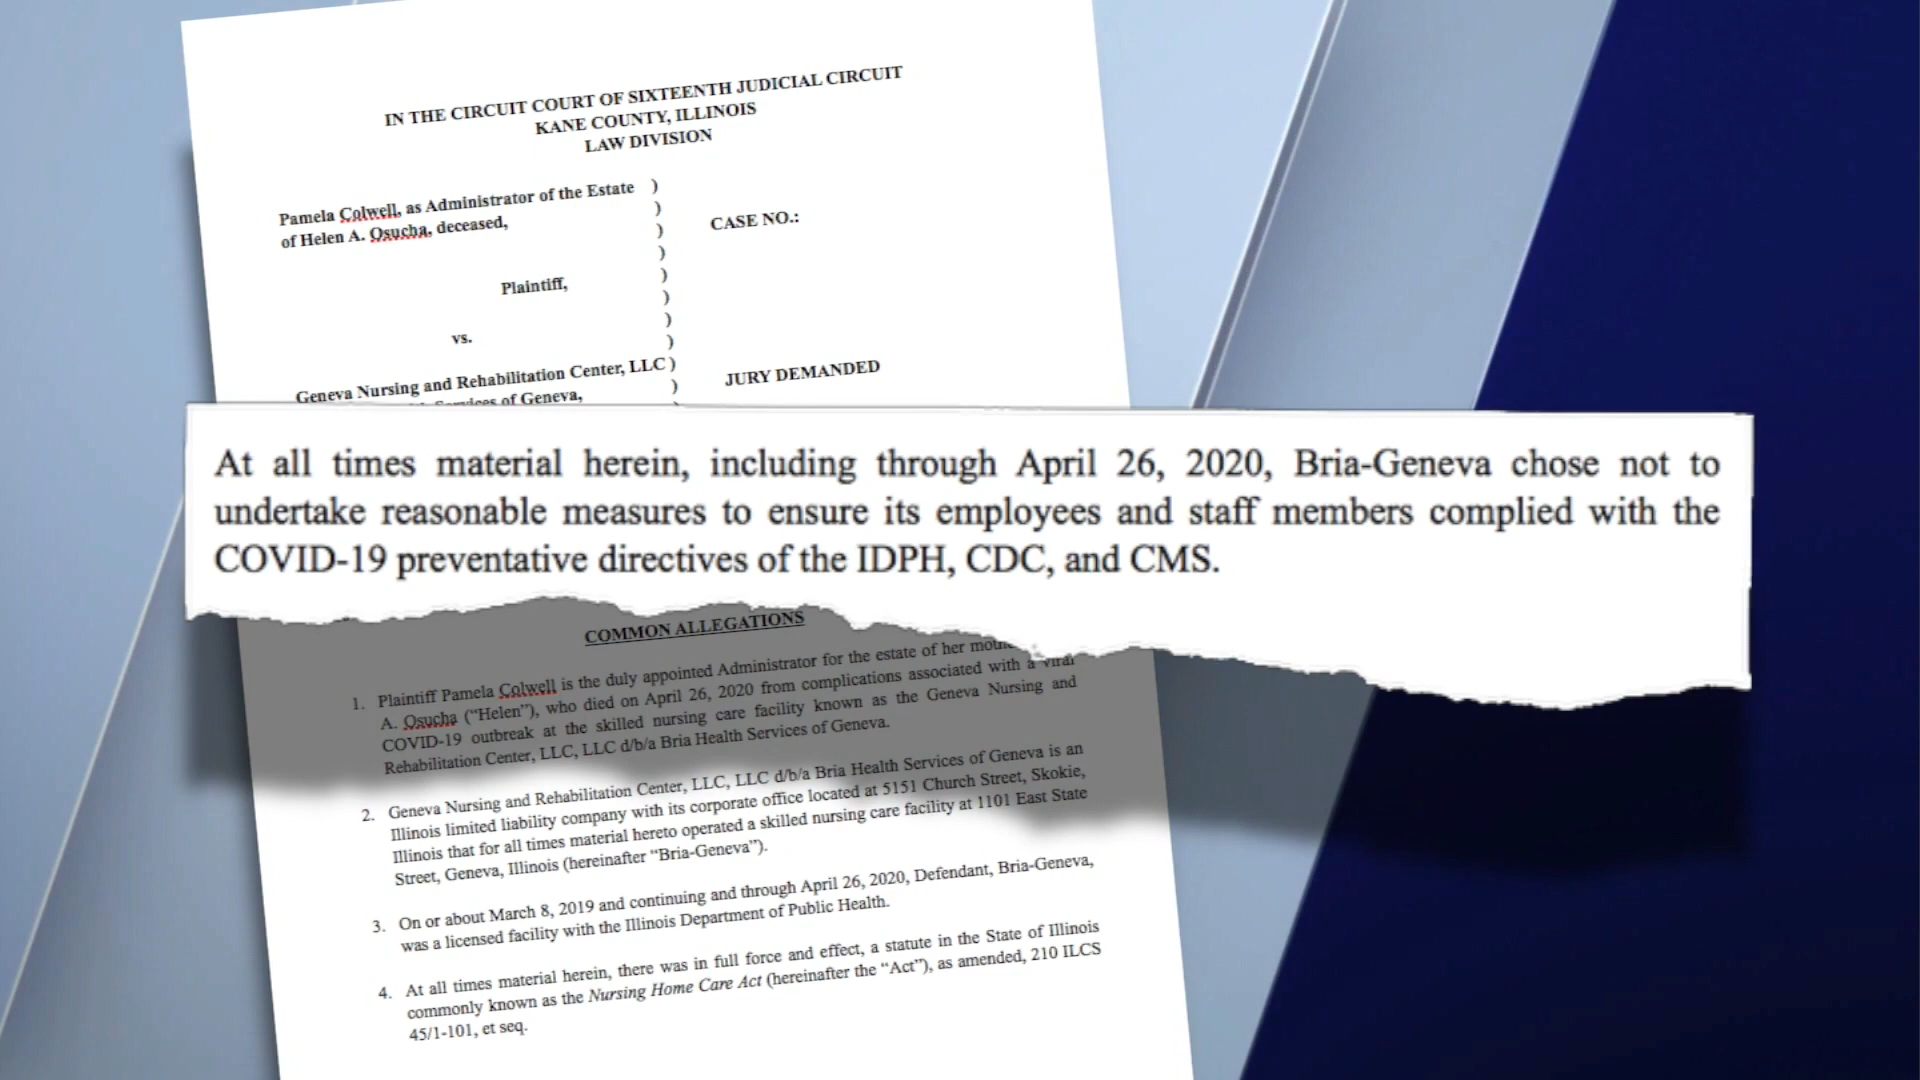 IN THE CIRCUIT COURT OF SIXTEENTH JUDICIAL CIRCUIT
KANE COUNTY, ILLINOIS
LAW DIVISION
Pamela Colwell, as Administrator of the Estate )
of Helen A. Osucha, deceased, )
) CASE NO.:
)
Plaintiff, )
)
)
vs. )
Geneva Nursing and Rehabilitation Center, LLC )
Services of Geneva, ) JURY DEMANDED
)
At all times material herein, including through April 26, 2020, Bria-Geneva chose not to
undertake reasonable measures to ensure its employees and staff members complied with the
COVID-19 preventative directives of the IDPH, CDC, and CMS.
COMMON ALLEGATIONS
1. Plaintiff Pamela Colwell is the duly appointed Administrator for the estate of her
A. Osucha (“Helen”), who died on April 26, 2020 from complications associated with a viral
COVID-19 outbreak at the skilled nursing care facility known as the Geneva Nursing and
Rehabilitation Center, LLC, LLC d/b/a Bria Health Services of Geneva.
2. Geneva Nursing and Rehabilitation Center, LLC, LLC d/b/a Bria Health Services of Geneva is an
Illinois limited liability company with its corporate office located at 5151 Church Street, Skokie,
Illinois that for all times material hereto operated a skilled nursing care facility at 1101 East State
Street, Geneva, Illinois (hereinafter “Bria-Geneva”).
3. On or about March 8, 2019 and continuing and through April 26, 2020, Defendant, Bria-Geneva,
was a licensed facility with the Illinois Department of Public Health.
4. At all times material herein, there was in full force and effect, a statute in the State of Illinois
commonly known as the Nursing Home Care Act (hereinafter the “Act”), as amended, 210 ILCS
45/1-101, et seq.